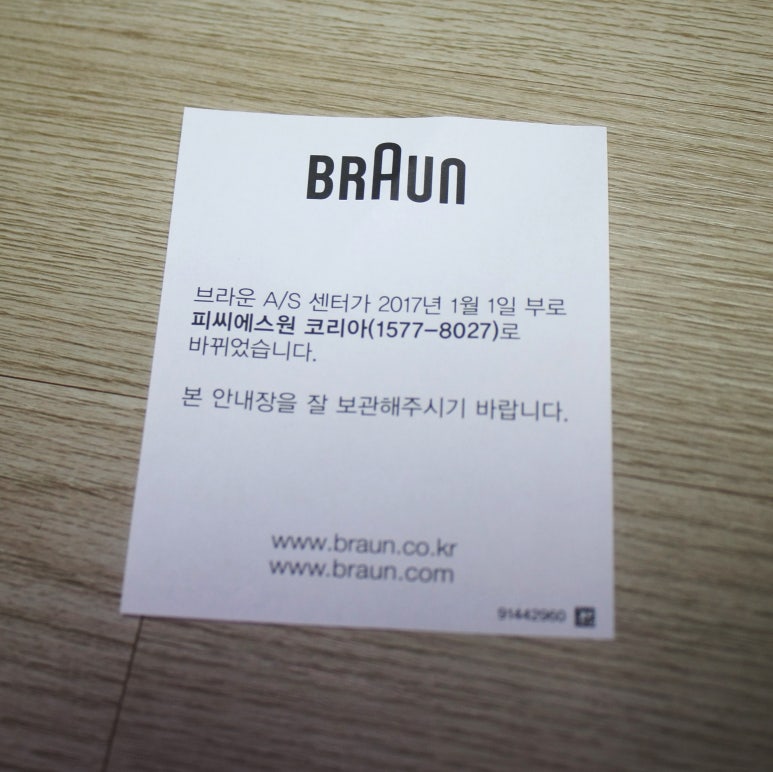 BRAUN
브라운 A/S 센터가 2017년 1월 1일 부로
피씨에스원 코리아(1577-8027)로
바뀌었습니다.
본 안내장을 잘 보관해주시기 바랍니다.
www.braun.co.kr
www.braun.com
91442960